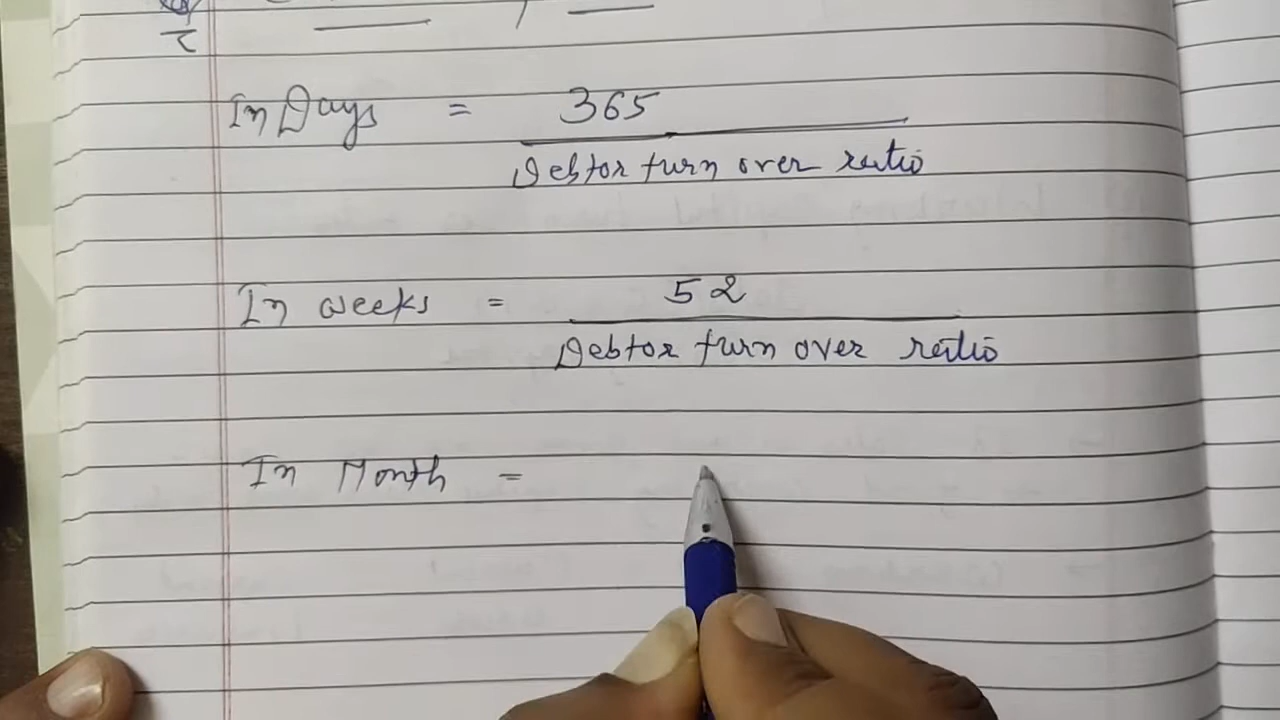 In Days = 365
Debtor turn over ratio
In weeks = 52
Debtor turn over ratio
In Month =